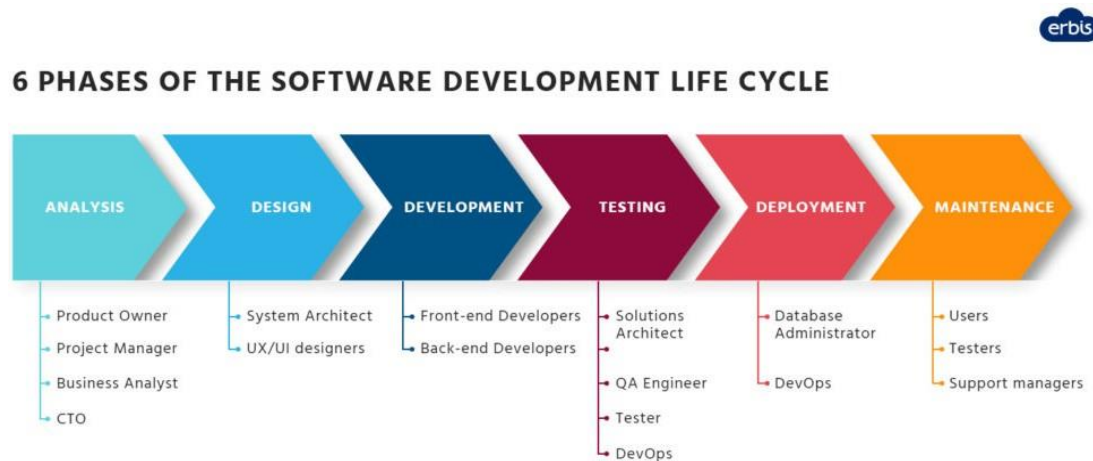 erbis
6 PHASES OF THE SOFTWARE DEVELOPMENT LIFE CYCLE
ANALYSIS
DESIGN
DEVELOPMENT
TESTING
DEPLOYMENT
MAINTENANCE
Product Owner
Project Manager
Business Analyst
CTO
System Architect
UX/UI designers
Front-end Developers
Back-end Developers
Solutions
Architect
QA Engineer
Tester
DevOps
Database
Administrator
DevOps
Users
Testers
Support managers